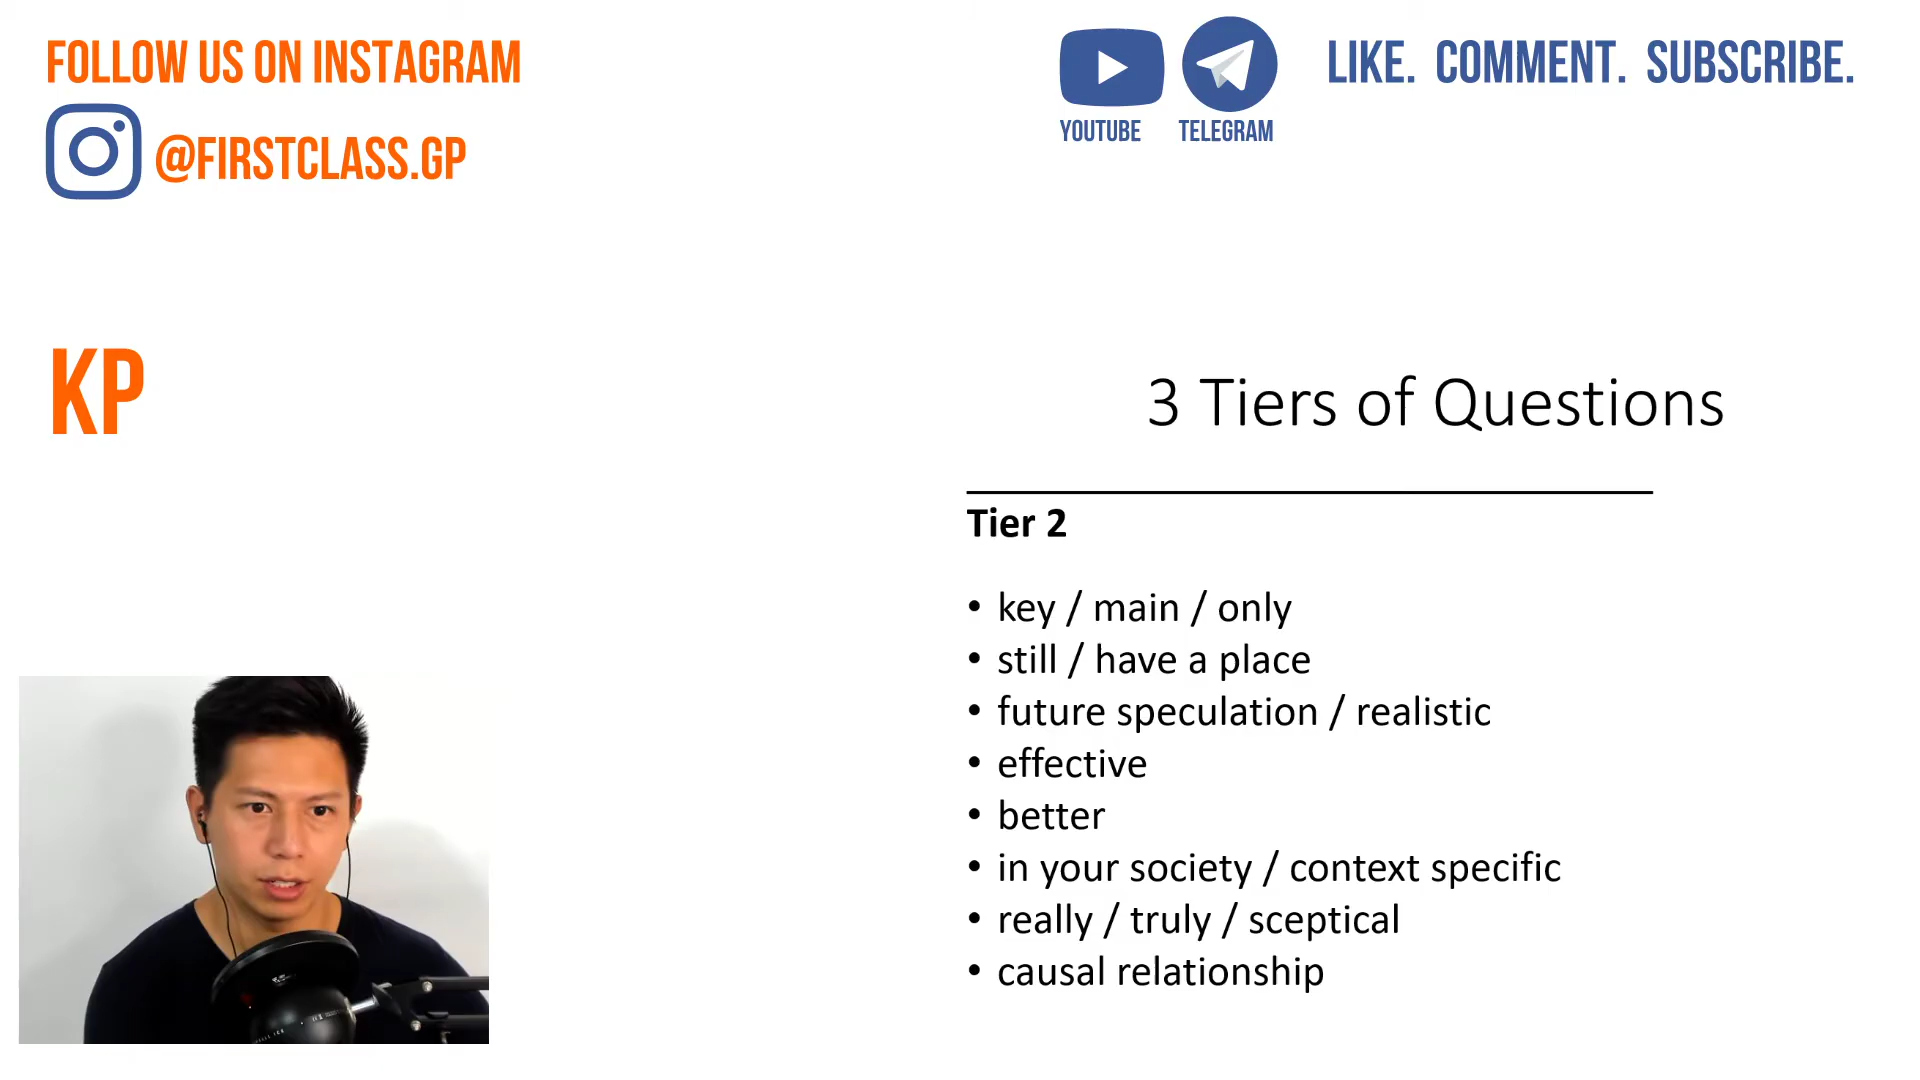 FOLLOW US ON INSTAGRAM
@FIRSTCLASS.GP
YOUTUBE
TELEGRAM
LIKE. COMMENT. SUBSCRIBE.
KP
3 Tiers of Questions
Tier 2
• key / main / only
• still / have a place
• future speculation / realistic
• effective
• better
• in your society / context specific
• really / truly / sceptical
• causal relationship